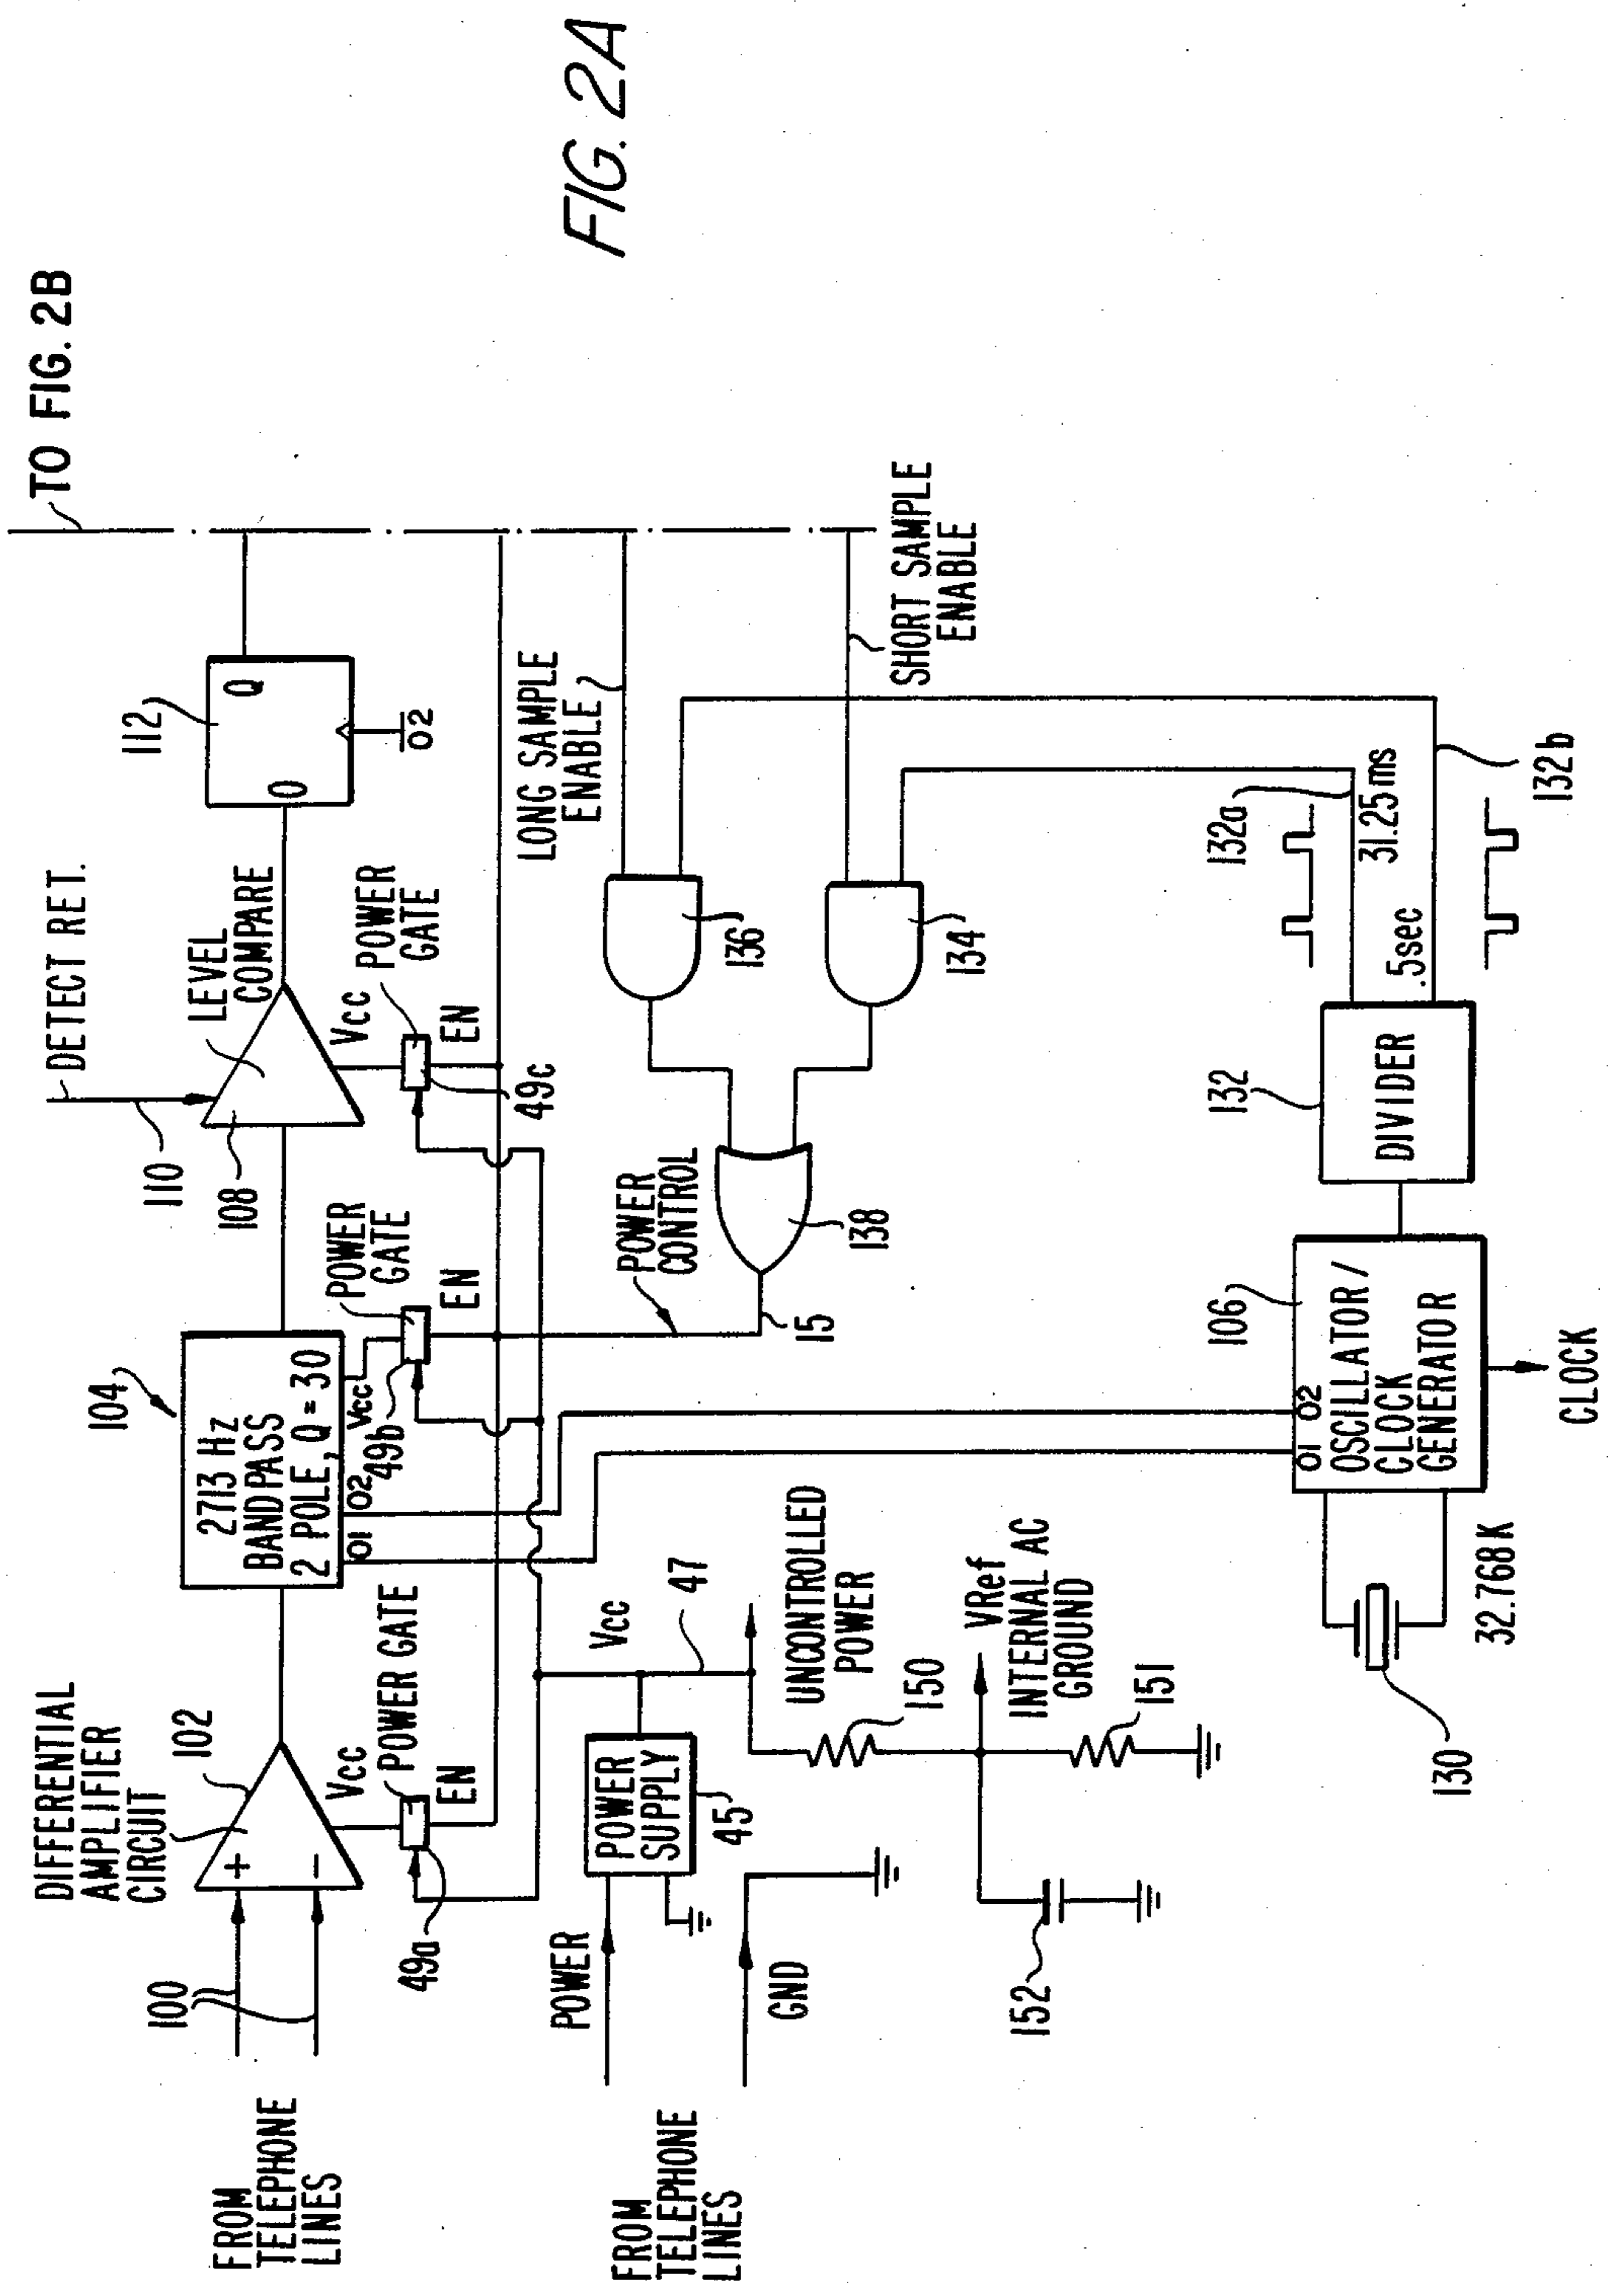 TO FIG. 2B
FIG. 2A
DETECT RET.
110
LEVEL
COMPARE
108
112
O
Q
O2
DIFFERENTIAL
AMPLIFIER
CIRCUIT
102
104
2713 Hz
BANDPASS
2 POLE, Q = 30
O1
O2
Vcc
100
+
−
FROM
TELEPHONE
LINES
Vcc
POWER GATE
EN
49a
POWER
GATE
EN
49b
Vcc
POWER
GATE
EN
49c
LONG SAMPLE
ENABLE
SHORT SAMPLE
ENABLE
136
134
138
POWER
CONTROL
15
Vcc
47
UNCONTROLLED
POWER
POWER
POWER
SUPPLY
45
GND
FROM
TELEPHONE
LINES
150
VRef
INTERNAL AC
GROUND
151
152
132a
31.25 ms
.5sec
132b
132
DIVIDER
106
O1
O2
OSCILLATOR/
CLOCK
GENERATOR
CLOCK
32.768K
130